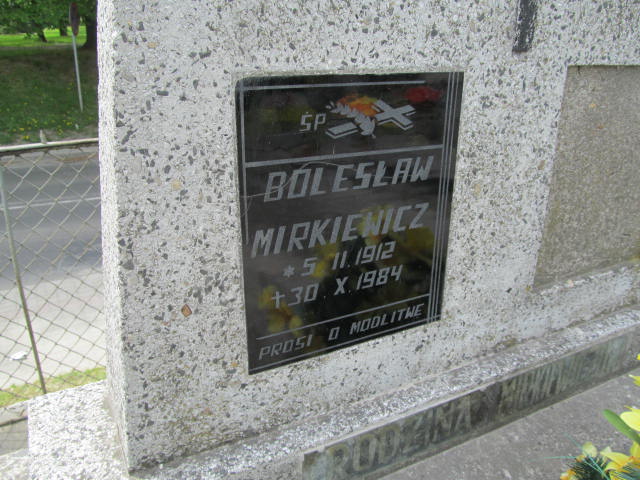 ŚP
BOLESŁAW
MIRKIEWICZ
* 5 II. 1912
+ 30. X. 1984
PROSI O MODLITWĘ
RODZINA